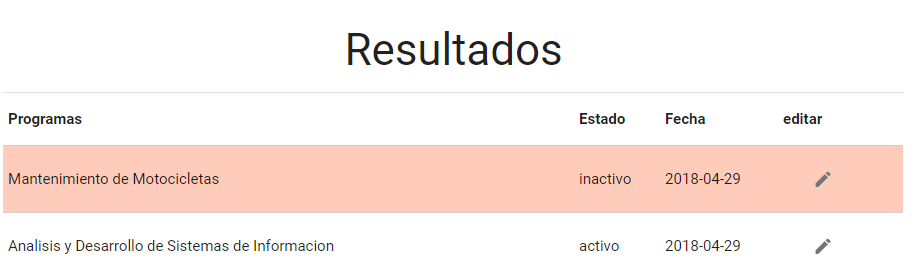 Resultados
Programas Estado Fecha editar
Mantenimiento de Motocicletas inactivo 2018-04-29
Analisis y Desarrollo de Sistemas de Informacion activo 2018-04-29